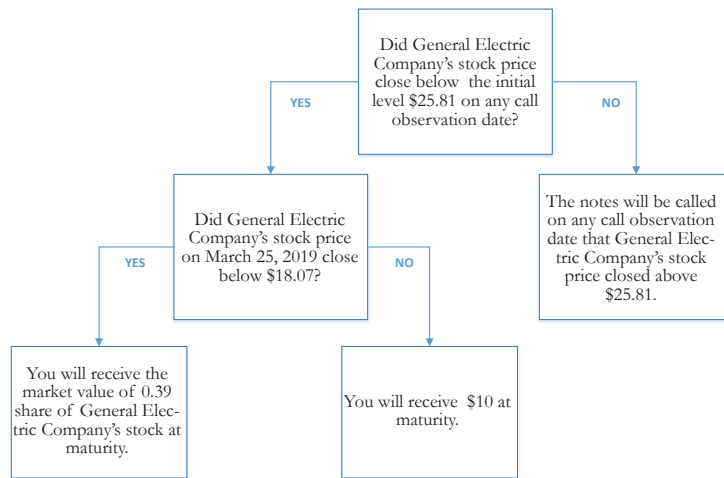 Did General Electric
Company's stock price
close below the initial
level $25.81 on any call
observation date?
YES
NO
Did General Electric
Company's stock price
on March 25, 2019 close
below $18.07?
The notes will be called
on any call observation
date that General Elec-
tric Company's stock
price closed above
$25.81.
YES
NO
You will receive the
market value of 0.39
share of General Elec-
tric Company's stock at
maturity.
You will receive $10 at
maturity.